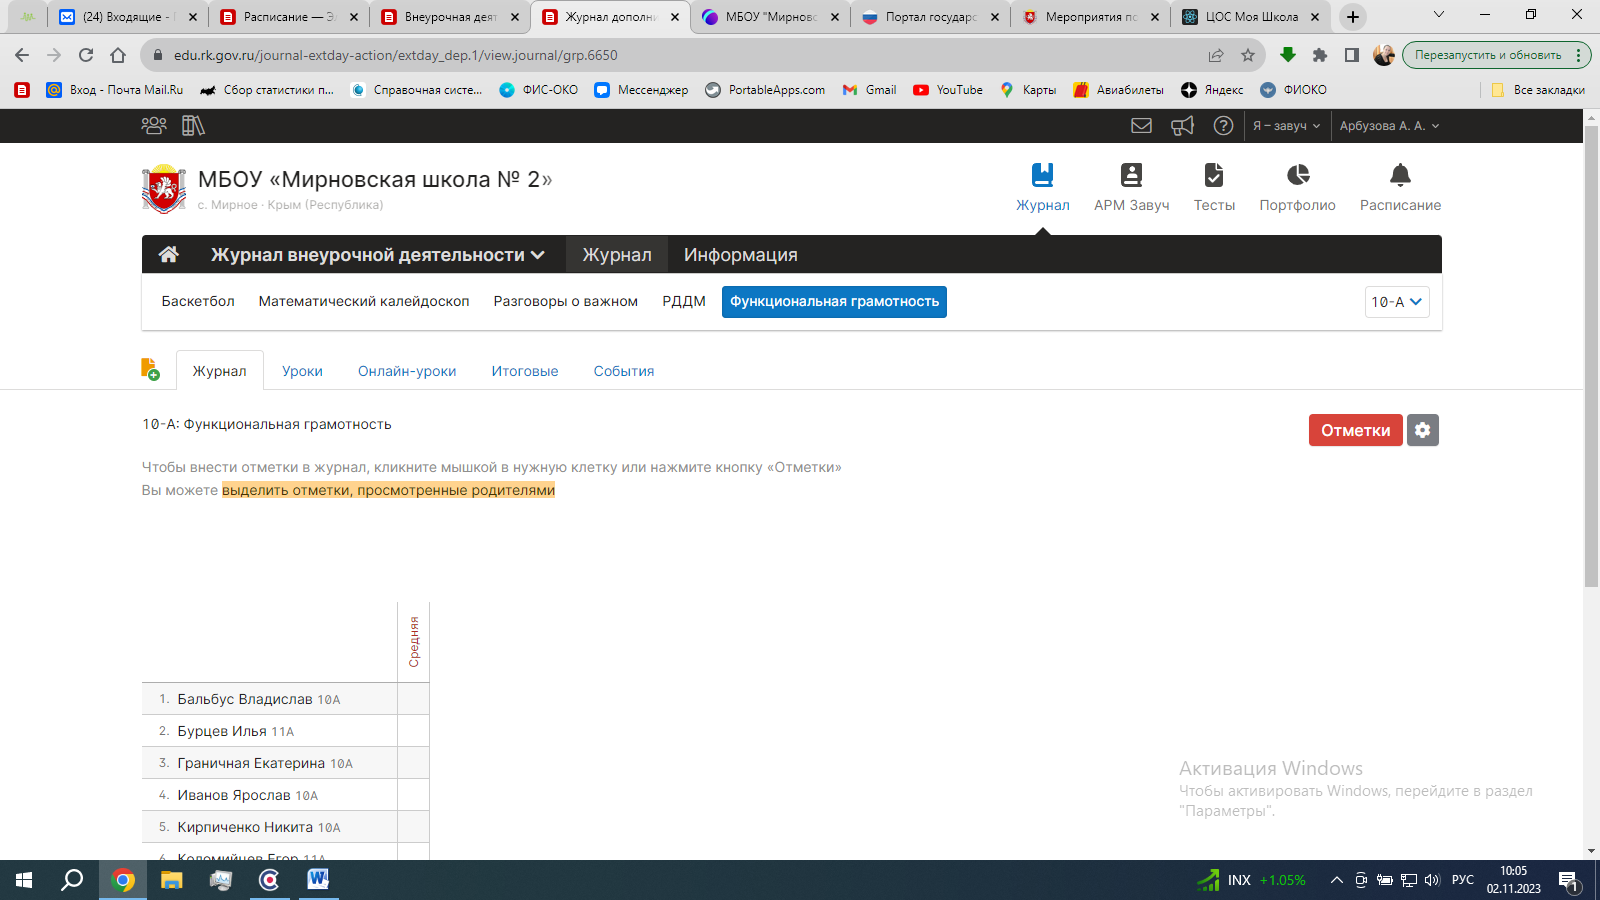 (24) Входящие -
Расписание — Э
Внеурочная деят
Журнал дополни
МБОУ "Мирновс
Портал государс
Мероприятия по
ЦОС Моя Школа
edu.rk.gov.ru/journal-extday-action/extday_dep.1/view.journal/grp.6650
Перезапустить и обновить
Вход - Почта Mail.Ru
Сбор статистики п...
Справочная систе...
ФИС-ОКО
Мессенджер
PortableApps.com
Gmail
YouTube
Карты
Авиабилеты
Яндекс
ФИОКО
Все закладки
Я – завуч
Арбузова А. А.
МБОУ «Мирновская школа № 2»
с. Мирное · Крым (Республика)
Журнал
АРМ Завуч
Тесты
Портфолио
Расписание
Журнал внеурочной деятельности
Журнал
Информация
Баскетбол
Математический калейдоскоп
Разговоры о важном
РДДМ
Функциональная грамотность
10-А
Журнал
Уроки
Онлайн-уроки
Итоговые
События
10-А: Функциональная грамотность
Отметки
Чтобы внести отметки в журнал, кликните мышкой в нужную клетку или нажмите кнопку «Отметки»
Вы можете выделить отметки, просмотренные родителями
Средняя
1. Бальбус Владислав 10А
2. Бурцев Илья 11А
3. Граничная Екатерина 10А
4. Иванов Ярослав 10А
5. Кирпиченко Никита 10А
6. Коломийцев Егор 11А
Активация Windows
Чтобы активировать Windows, перейдите в раздел
"Параметры".
INX +1.05%
РУС
10:05
02.11.2023
1